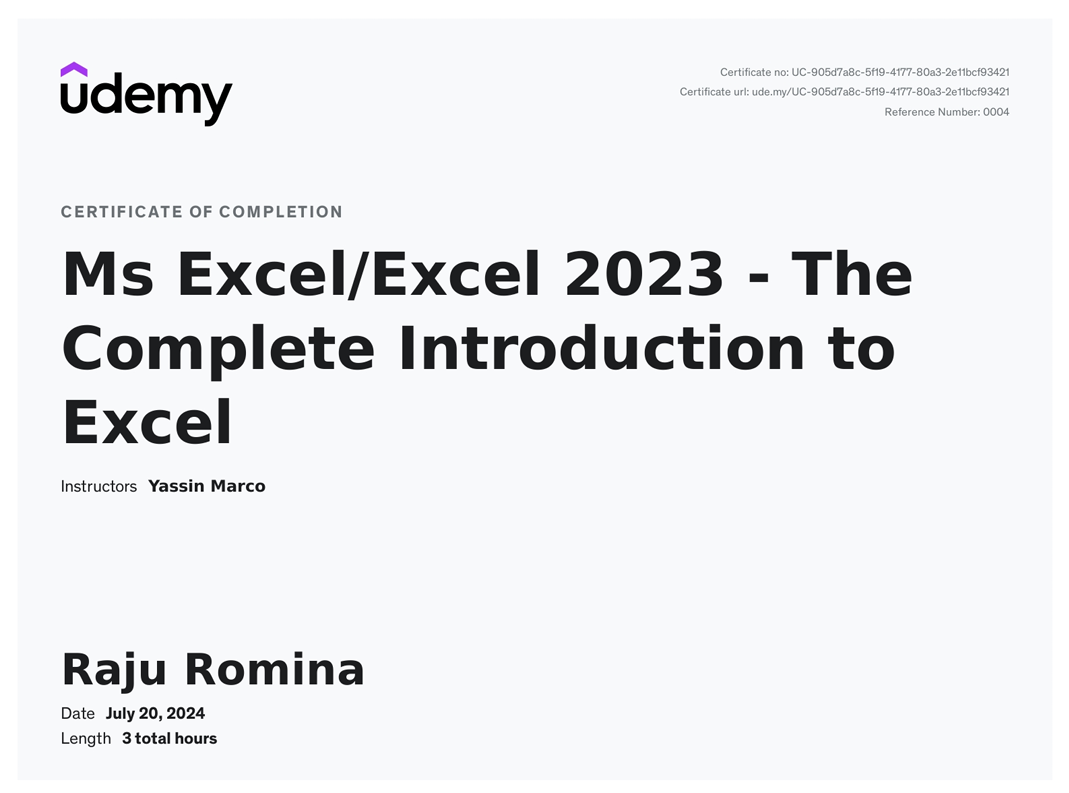 udemy
Certificate no: UC-905d7a8c-5f19-4177-80a3-2e11bcf93421
Certificate url: ude.my/UC-905d7a8c-5f19-4177-80a3-2e11bcf93421
Reference Number: 0004
CERTIFICATE OF COMPLETION
Ms Excel/Excel 2023 - The
Complete Introduction to
Excel
Instructors Yassin Marco
Raju Romina
Date July 20, 2024
Length 3 total hours